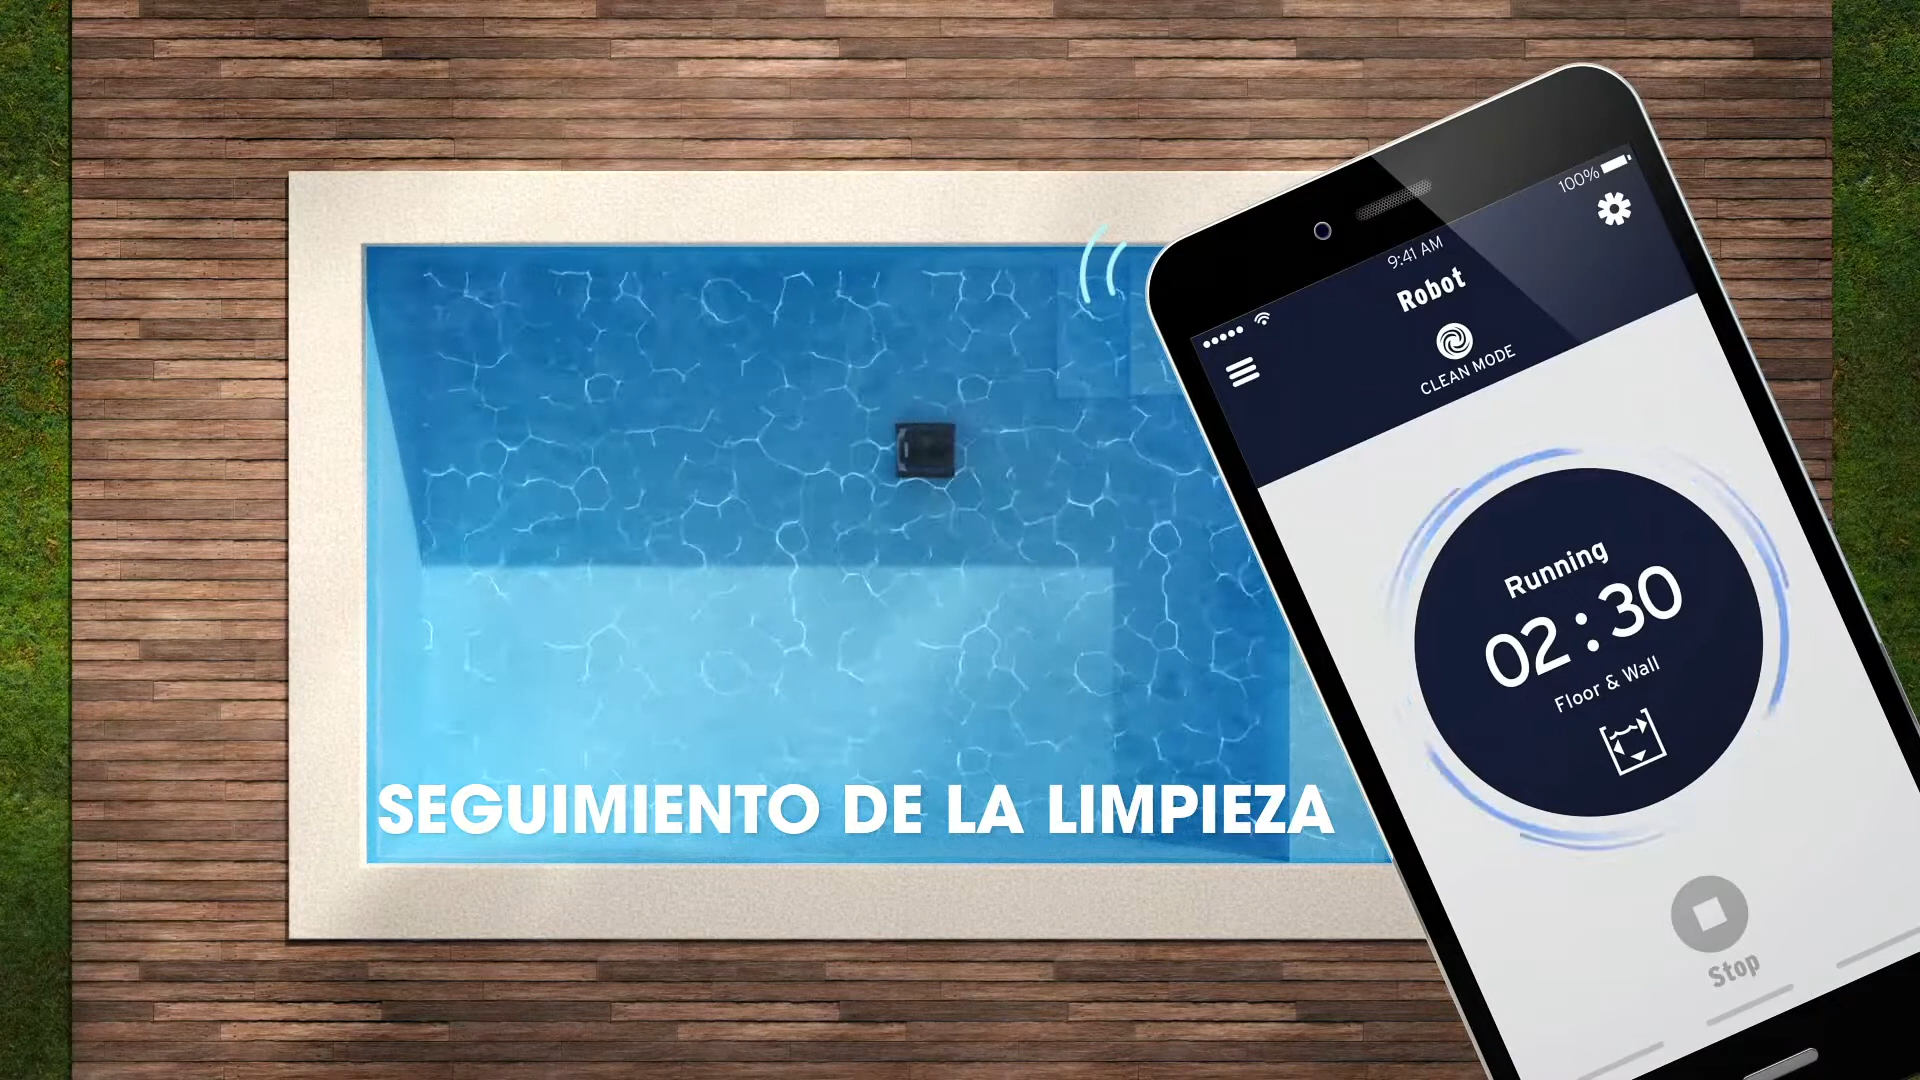 100%
9:41 AM
Robot
CLEAN MODE
Running
02:30
Floor & Wall
SEGUIMIENTO DE LA LIMPIEZA
Stop